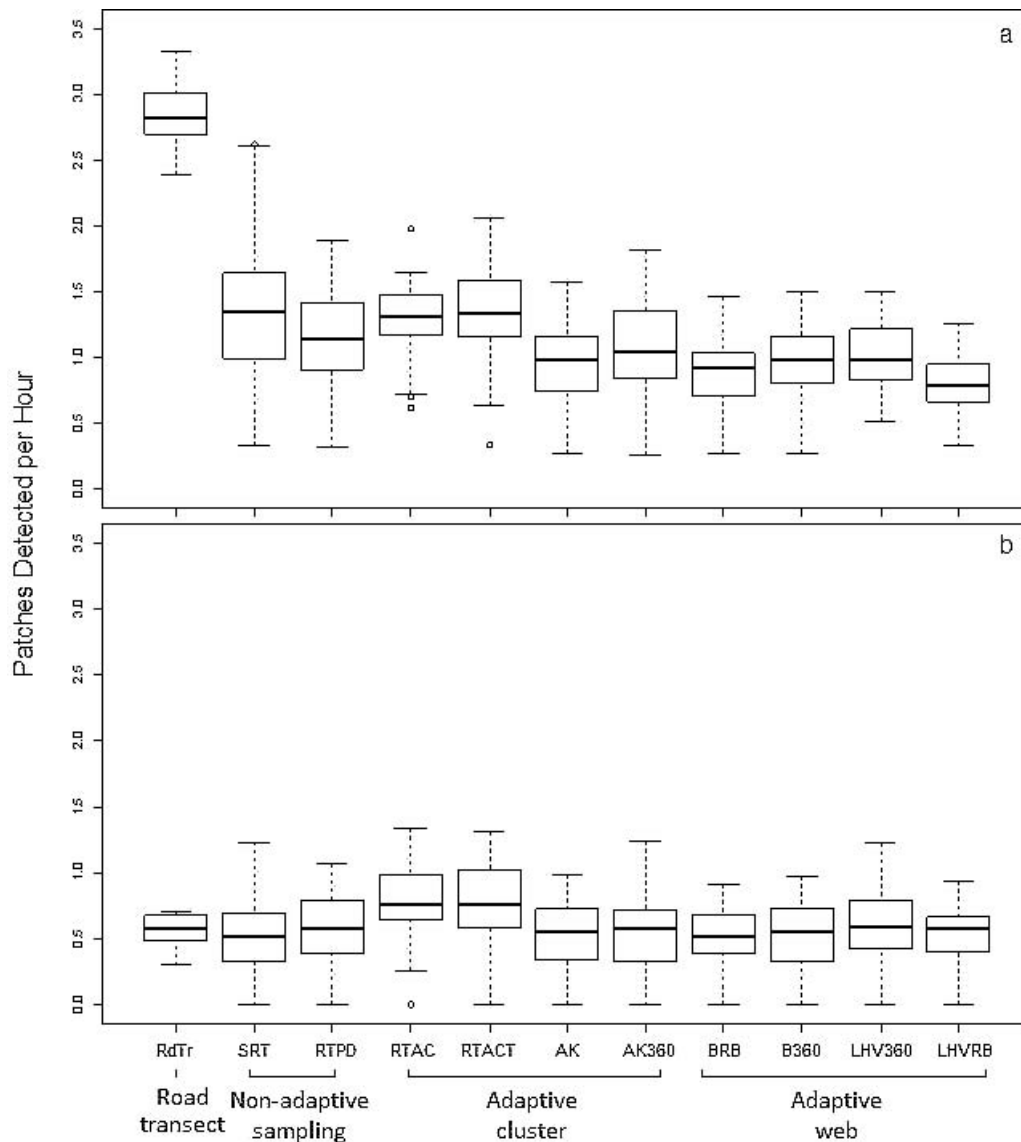 a
3.5
3.0
2.5
2.0
1.5
1.0
0.5
0.0
Patches Detected per Hour
b
3.5
3.0
2.5
2.0
1.5
1.0
0.5
0.0
RdTr SRT RTPD RTAC RTACT AK AK360 BRB B360 LHV360 LHVRB
Road Non-adaptive Adaptive Adaptive
transect sampling cluster web